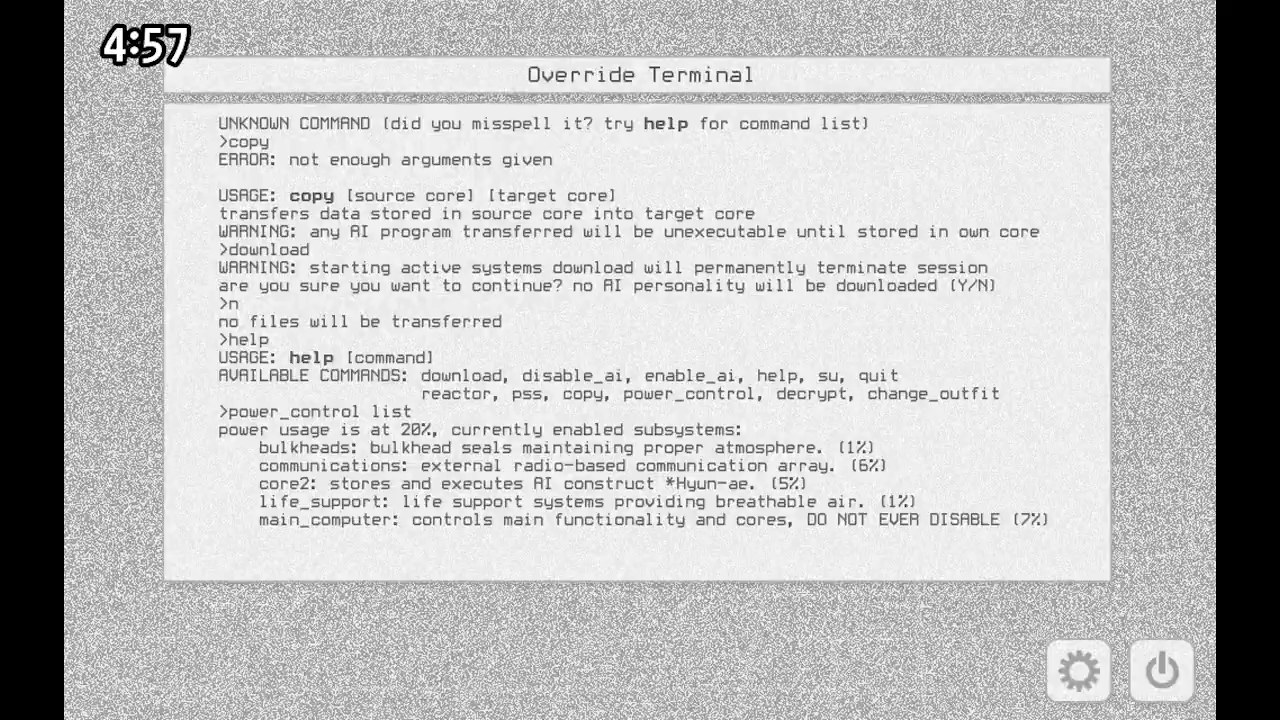 4:57
Override Terminal
UNKNOWN COMMAND (did you misspell it? try help for command list)
>copy
ERROR: not enough arguments given
USAGE: copy [source core] [target core]
transfers data stored in source core into target core
WARNING: any AI program transferred will be unexecutable until stored in own core
>download
WARNING: starting active systems download will permanently terminate session
are you sure you want to continue? no AI personality will be downloaded (Y/N)
>n
no files will be transferred
>help
USAGE: help [command]
AVAILABLE COMMANDS: download, disable_ai, enable_ai, help, su, quit
reactor, pss, copy, power_control, decrypt, change_outfit
>power_control list
power usage is at 20%, currently enabled subsystems:
bulkheads: bulkhead seals maintaining proper atmosphere. (1%)
communications: external radio-based communication array. (6%)
core2: stores and executes AI construct *Hyun-ae. (5%)
life_support: life support systems providing breathable air. (1%)
main_computer: controls main functionality and cores, DO NOT EVER DISABLE (7%)